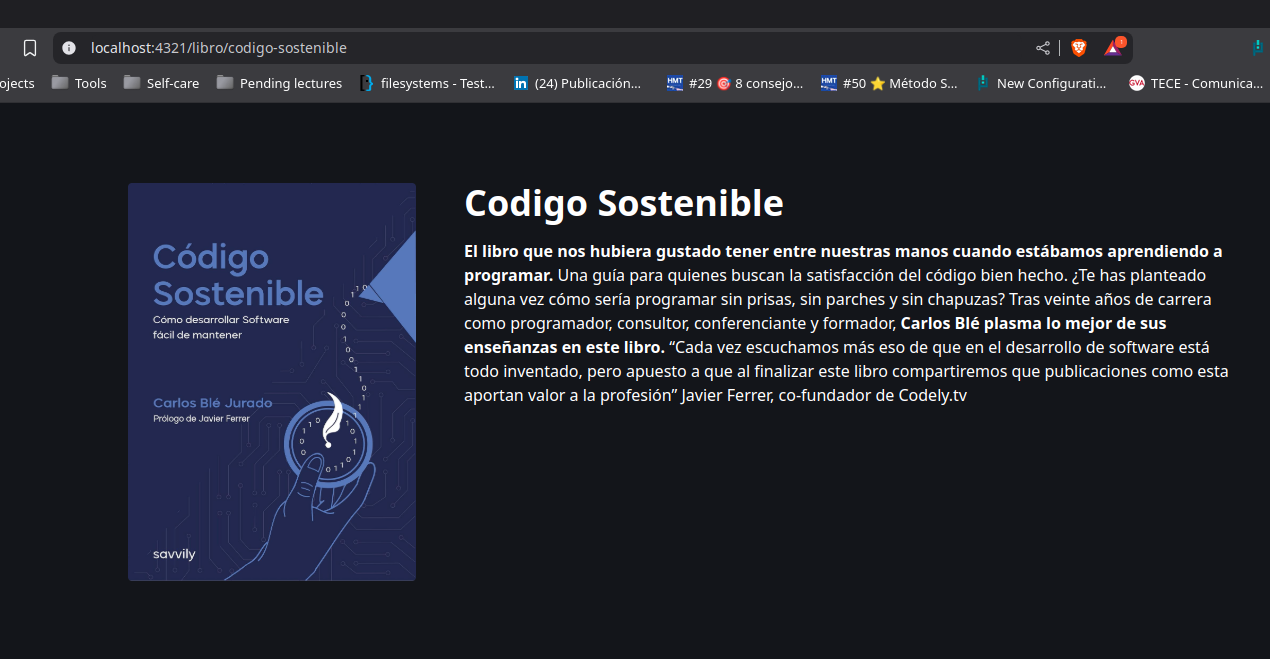 localhost:4321/libro/codigo-sostenible
1
ojects Tools Self-care Pending lectures filesystems - Test... (24) Publicación... #29 🎯 8 consejo... #50 ⭐ Método S... New Configurati... TECE - Comunica...
Código
Sostenible
Cómo desarrollar Software
fácil de mantener
Carlos Blé Jurado
Prólogo de Javier Ferrer
savvily
Codigo Sostenible
El libro que nos hubiera gustado tener entre nuestras manos cuando estábamos aprendiendo a
programar. Una guía para quienes buscan la satisfacción del código bien hecho. ¿Te has planteado
alguna vez cómo sería programar sin prisas, sin parches y sin chapuzas? Tras veinte años de carrera
como programador, consultor, conferenciante y formador, Carlos Blé plasma lo mejor de sus
enseñanzas en este libro. “Cada vez escuchamos más eso de que en el desarrollo de software está
todo inventado, pero apuesto a que al finalizar este libro compartiremos que publicaciones como esta
aportan valor a la profesión” Javier Ferrer, co-fundador de Codely.tv